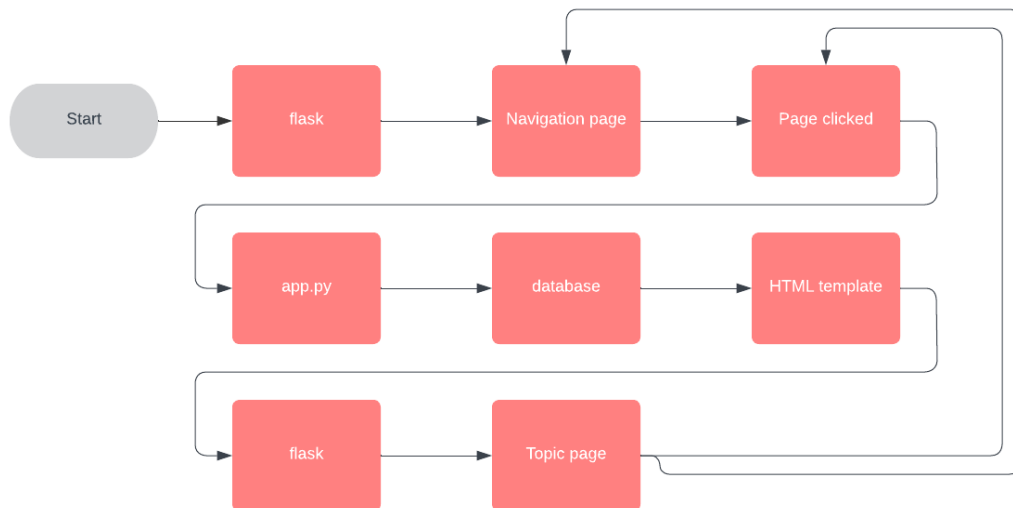 Start
flask
Navigation page
Page clicked
app.py
database
HTML template
flask
Topic page